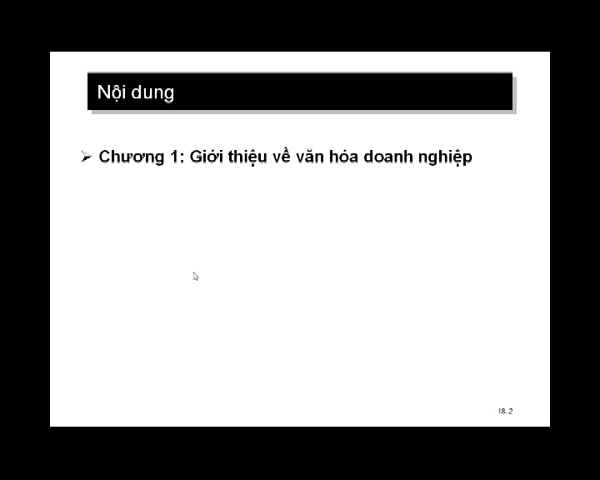 Nội dung
Chương 1: Giới thiệu về văn hóa doanh nghiệp
18.2